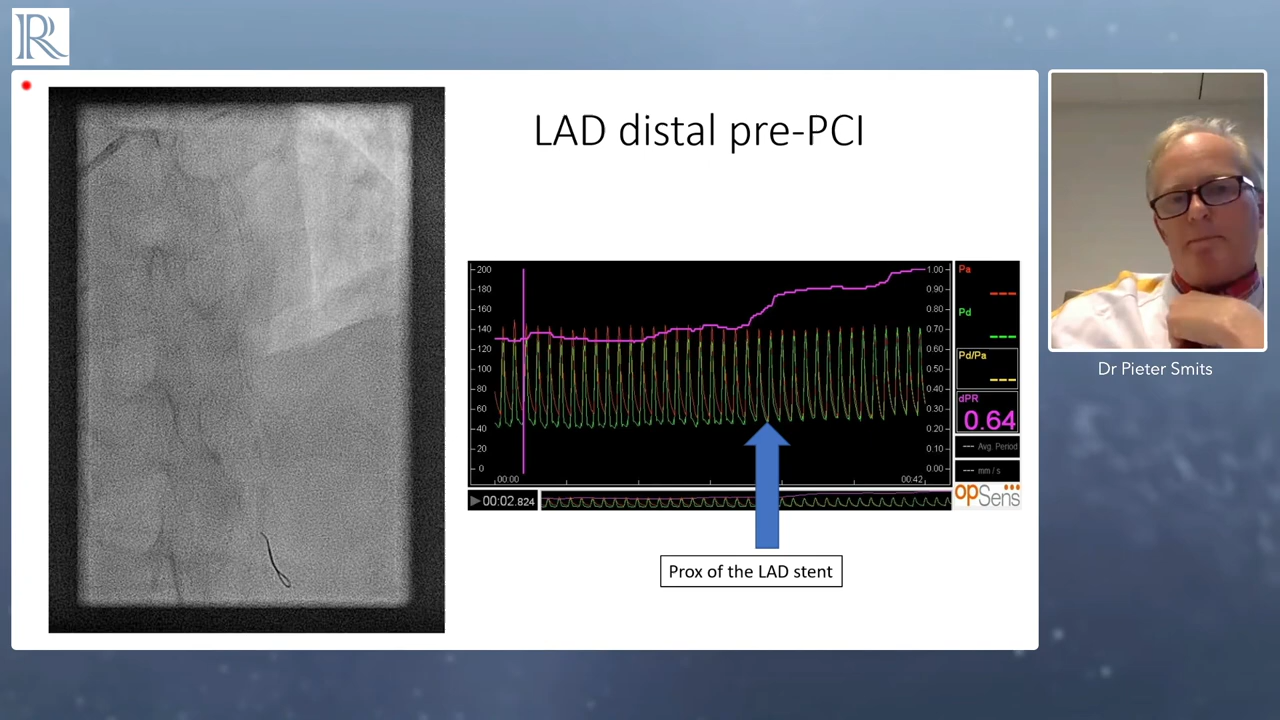 R
LAD distal pre-PCI
200
180
160
140
120
100
80
60
40
20
0
00:00
00:42
1.00
0.90
0.80
0.70
0.60
0.50
0.40
0.30
0.20
0.10
0.00
Pa
---
Pd
---
Pd/Pa
---
dPR
0.64
--- Avg. Period
--- mm / s
00:02.824
opSens
Prox of the LAD stent
Dr Pieter Smits